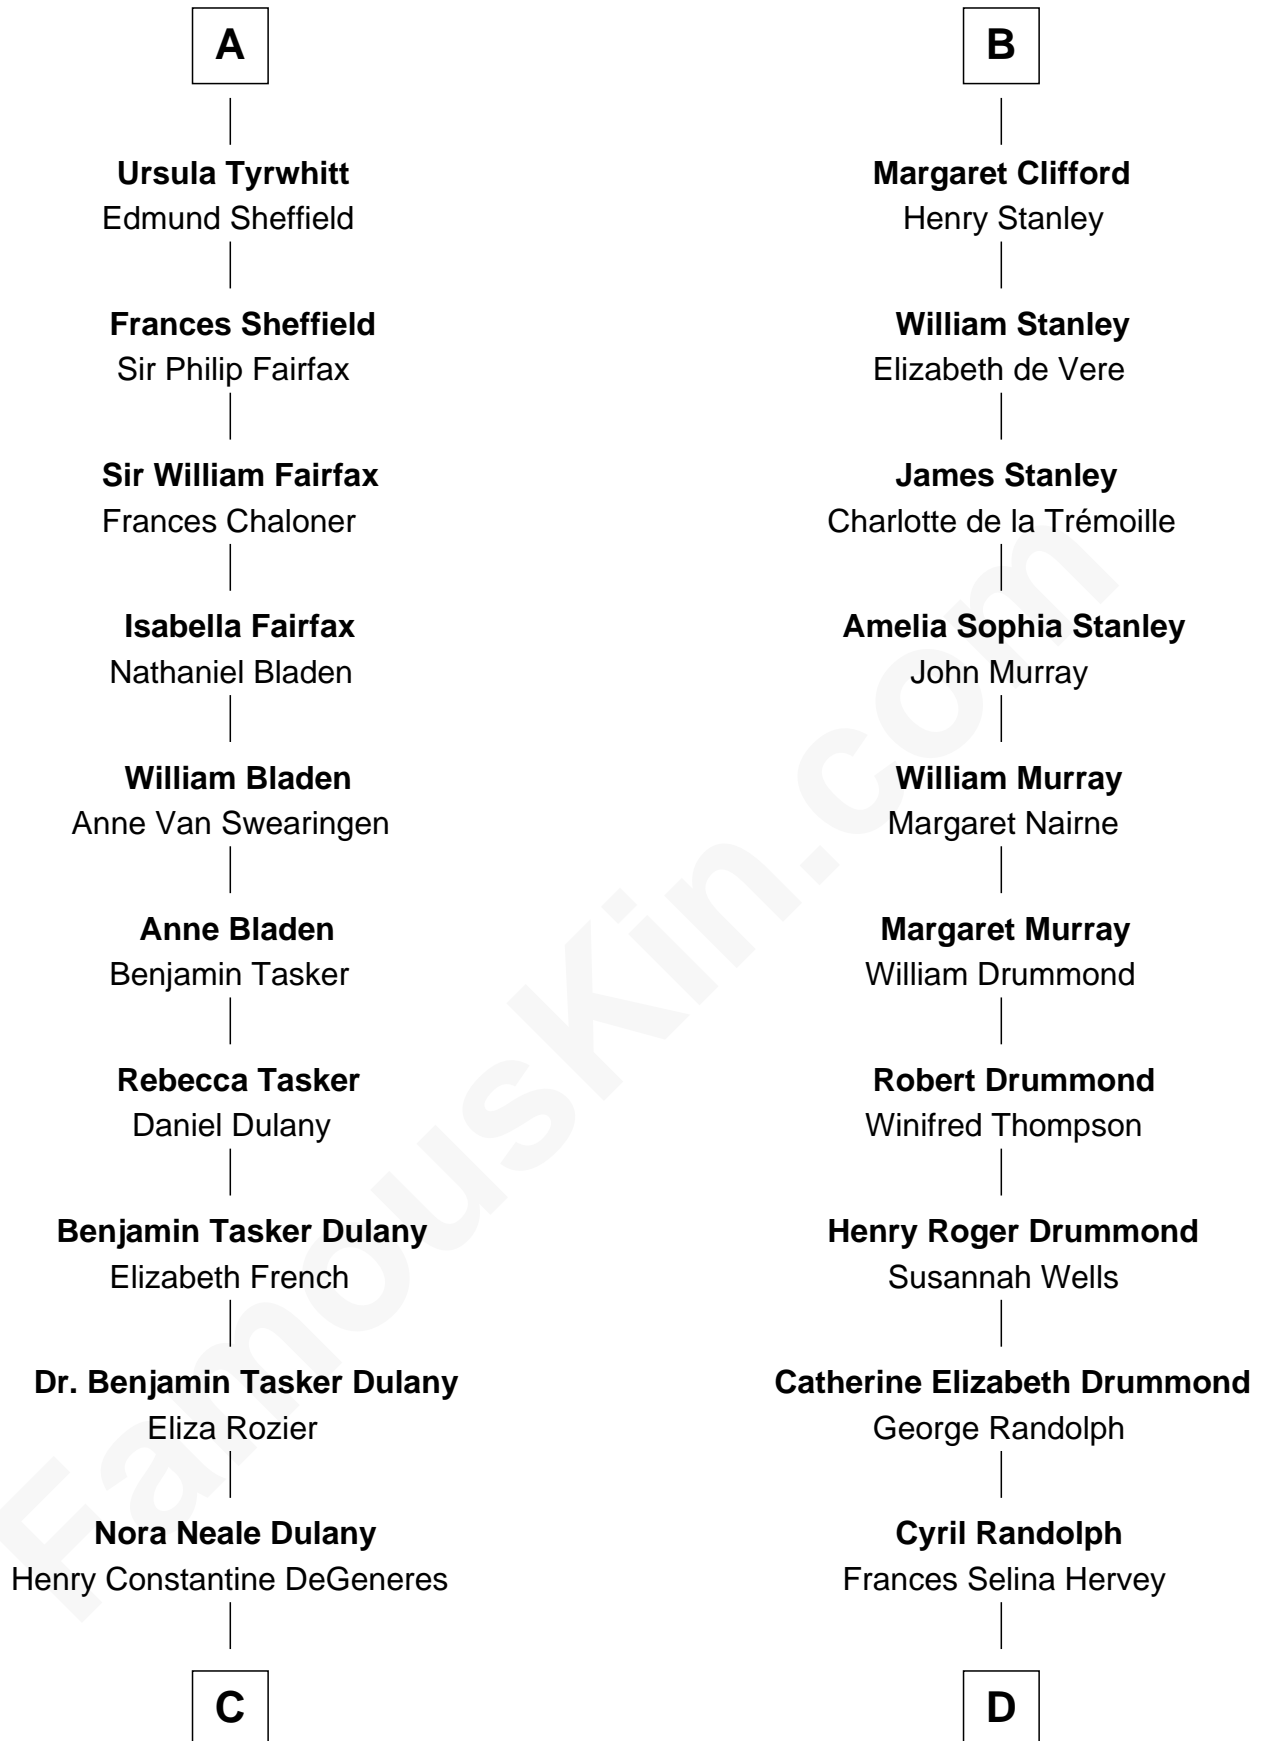 A
Ursula Tyrwhitt
Edmund Sheffield
Frances Sheffield
Sir Philip Fairfax
Sir William Fairfax
Frances Chaloner
Isabella Fairfax
Nathaniel Bladen
William Bladen
Anne Van Swearingen
Anne Bladen
Benjamin Tasker
Rebecca Tasker
Daniel Dulany
Benjamin Tasker Dulany
Elizabeth French
Dr. Benjamin Tasker Dulany
Eliza Rozier
Nora Neale Dulany
Henry Constantine DeGeneres
C
B
Margaret Clifford
Henry Stanley
William Stanley
Elizabeth de Vere
James Stanley
Charlotte de la Trémoille
Amelia Sophia Stanley
John Murray
William Murray
Margaret Nairne
Margaret Murray
William Drummond
Robert Drummond
Winifred Thompson
Henry Roger Drummond
Susannah Wells
Catherine Elizabeth Drummond
George Randolph
Cyril Randolph
Frances Selina Hervey
D
FamousKin.com